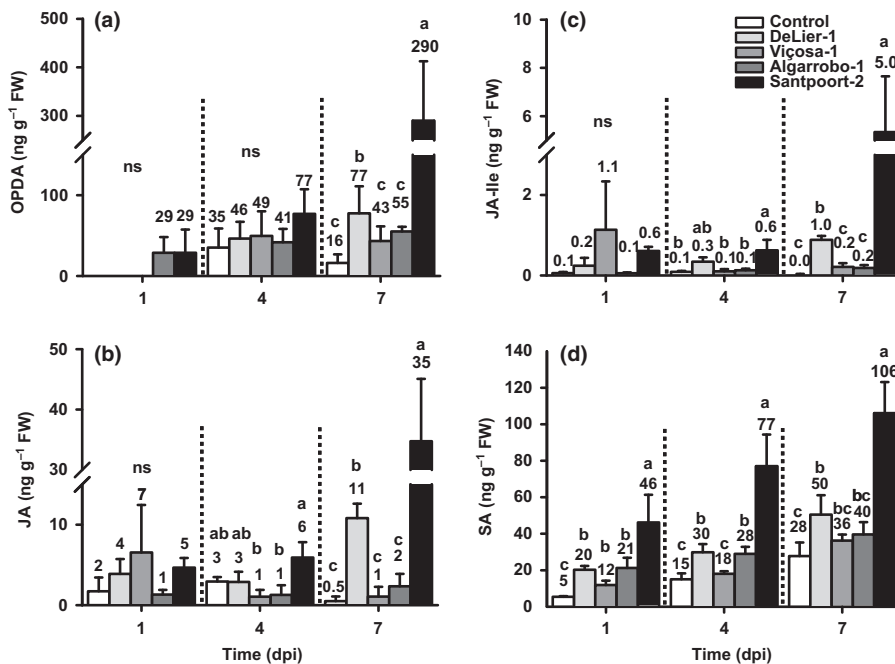 (a)
OPDA (ng g⁻¹ FW)
500
400
300
100
0
ns
29 29
ns
35 46 49 41 77
c
16
b
77
c
43
c
55
a
290
1 4 7
(c)
Control
DeLier-1
Viçosa-1
Algarrobo-1
Santpoort-2
JA-Ile (ng g⁻¹ FW)
10
8
6
2
0
ns
0.1 0.2 1.1 0.1 0.6
b
0.1
ab
0.3
b
0.1
b
0.1
a
0.6
c
0.0
b
1.0
c
0.2
c
0.2
a
5.0
1 4 7
(b)
JA (ng g⁻¹ FW)
50
40
30
10
0
ns
2 4 7 1 5
ab
3
ab
3
b
1
b
1
a
6
c
0.5
b
11
c
1
c
2
a
35
1 4 7
Time (dpi)
(d)
SA (ng g⁻¹ FW)
140
120
100
80
60
40
20
0
c
5
b
20
b
12
b
21
a
46
c
15
b
30
c
18
b
28
a
77
c
28
b
50
bc
36
bc
40
a
106
1 4 7
Time (dpi)